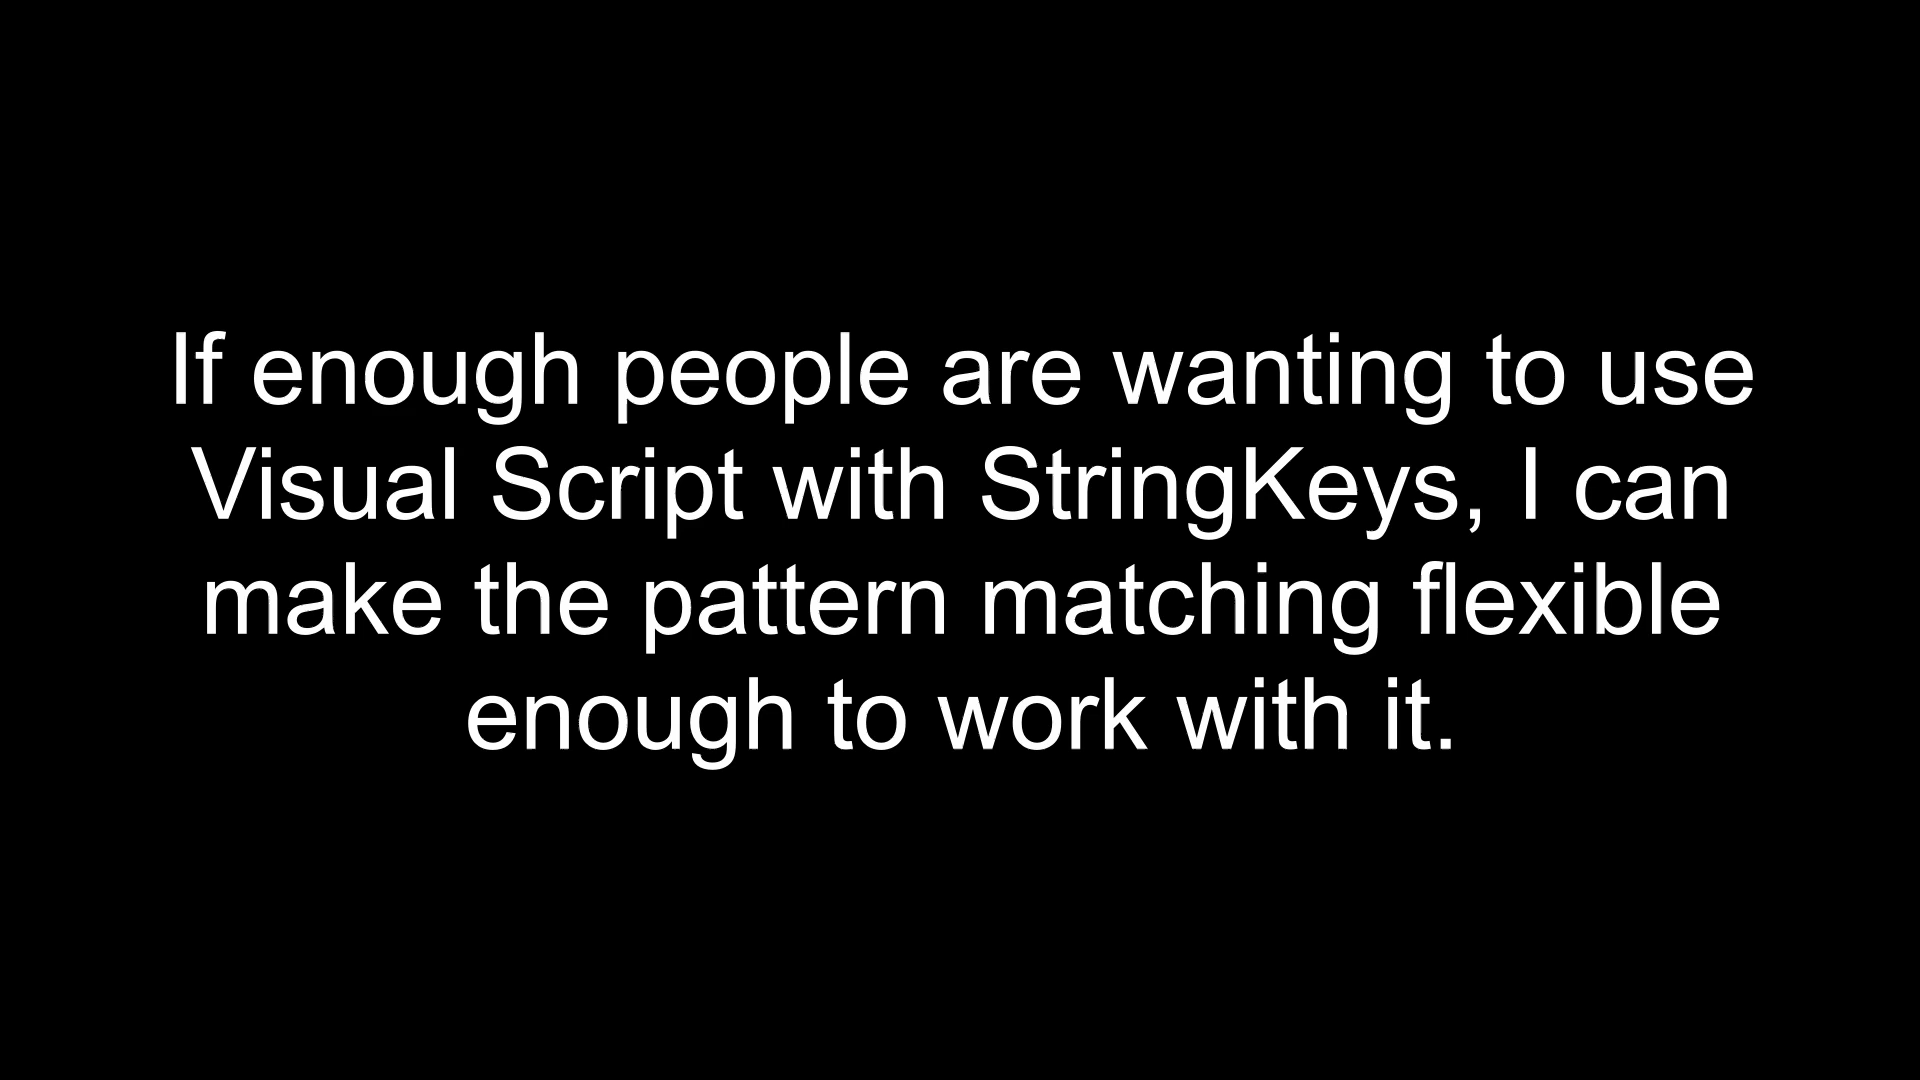 If enough people are wanting to use
Visual Script with StringKeys, I can
make the pattern matching flexible
enough to work with it.